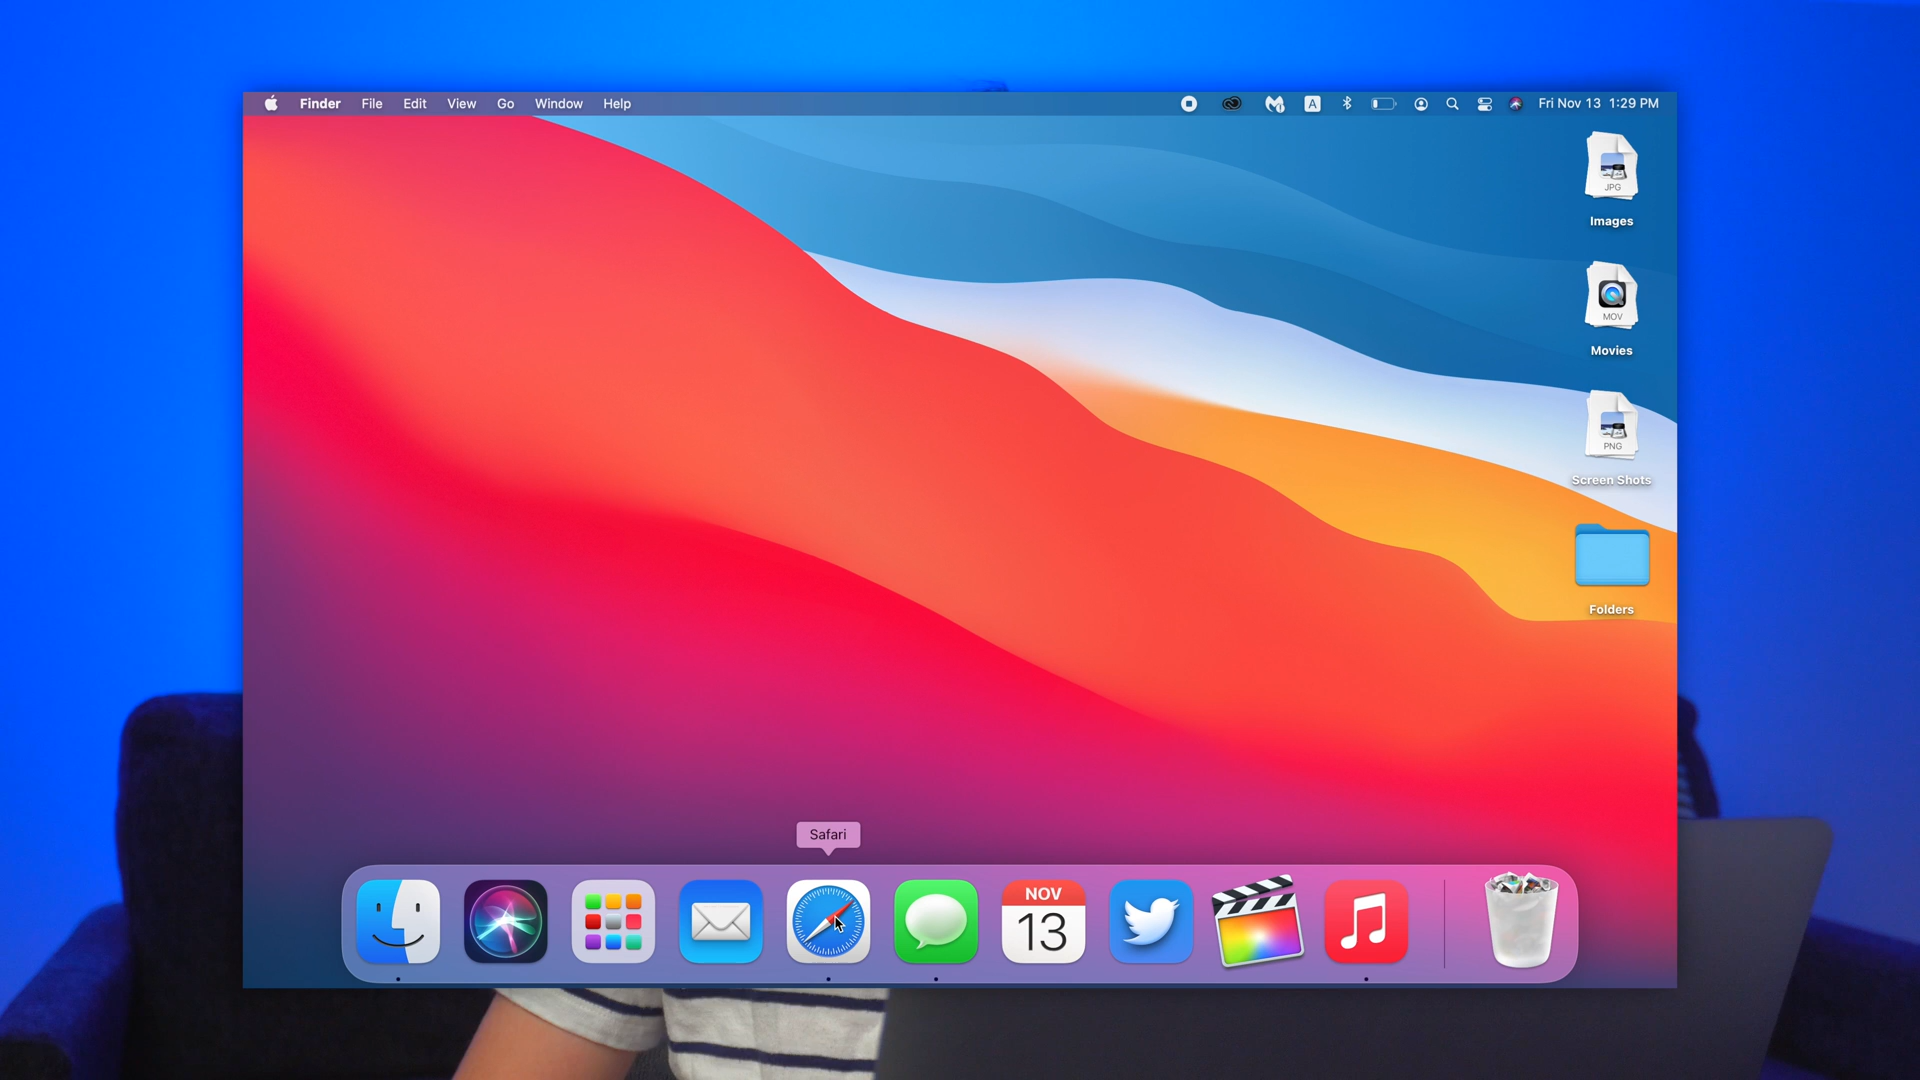 Finder File Edit View Go Window Help A Fri Nov 13 1:29 PM
JPG
Images
MOV
Movies
PNG
Screen Shots
Folders
Safari
NOV
13